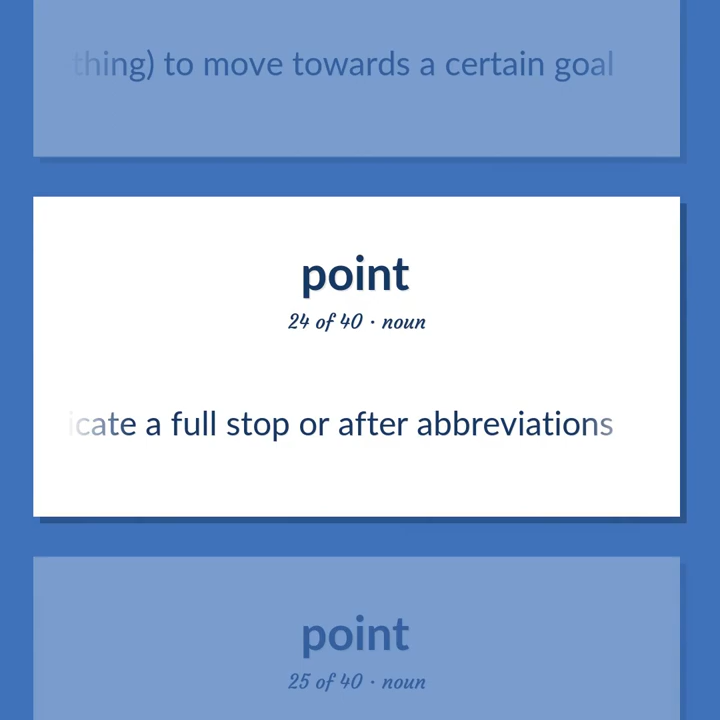 thing) to move towards a certain goal
point
24 of 40 · noun
icate a full stop or after abbreviations
point
25 of 40 · noun